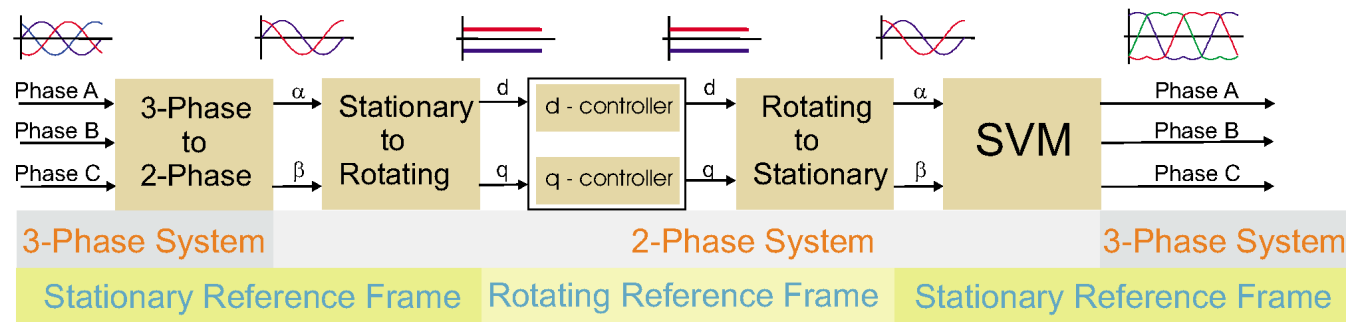 Phase A
Phase B
Phase C
3-Phase
to
2-Phase
α
β
Stationary
to
Rotating
d
q
d - controller
q - controller
d
q
Rotating
to
Stationary
α
β
SVM
Phase A
Phase B
Phase C
3-Phase System
2-Phase System
3-Phase System
Stationary Reference Frame
Rotating Reference Frame
Stationary Reference Frame